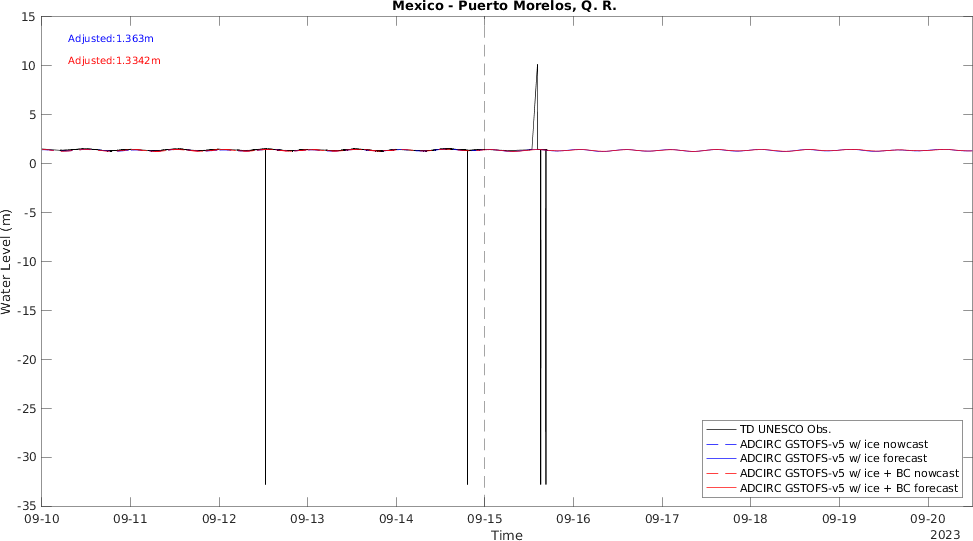 Mexico - Puerto Morelos, Q. R.
15
Adjusted:1.363m
Adjusted:1.3342m
10
5
0
-5
-10
-15
-20
-25
-30
-35
Water Level (m)
TD UNESCO Obs.
ADCIRC GSTOFS-v5 w/ ice nowcast
ADCIRC GSTOFS-v5 w/ ice forecast
ADCIRC GSTOFS-v5 w/ ice + BC nowcast
ADCIRC GSTOFS-v5 w/ ice + BC forecast
09-10 09-11 09-12 09-13 09-14 09-15 09-16 09-17 09-18 09-19 09-20
Time
2023